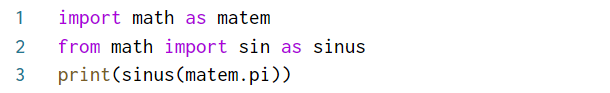 1 import math as matem
2 from math import sin as sinus
3 print(sinus(matem.pi))